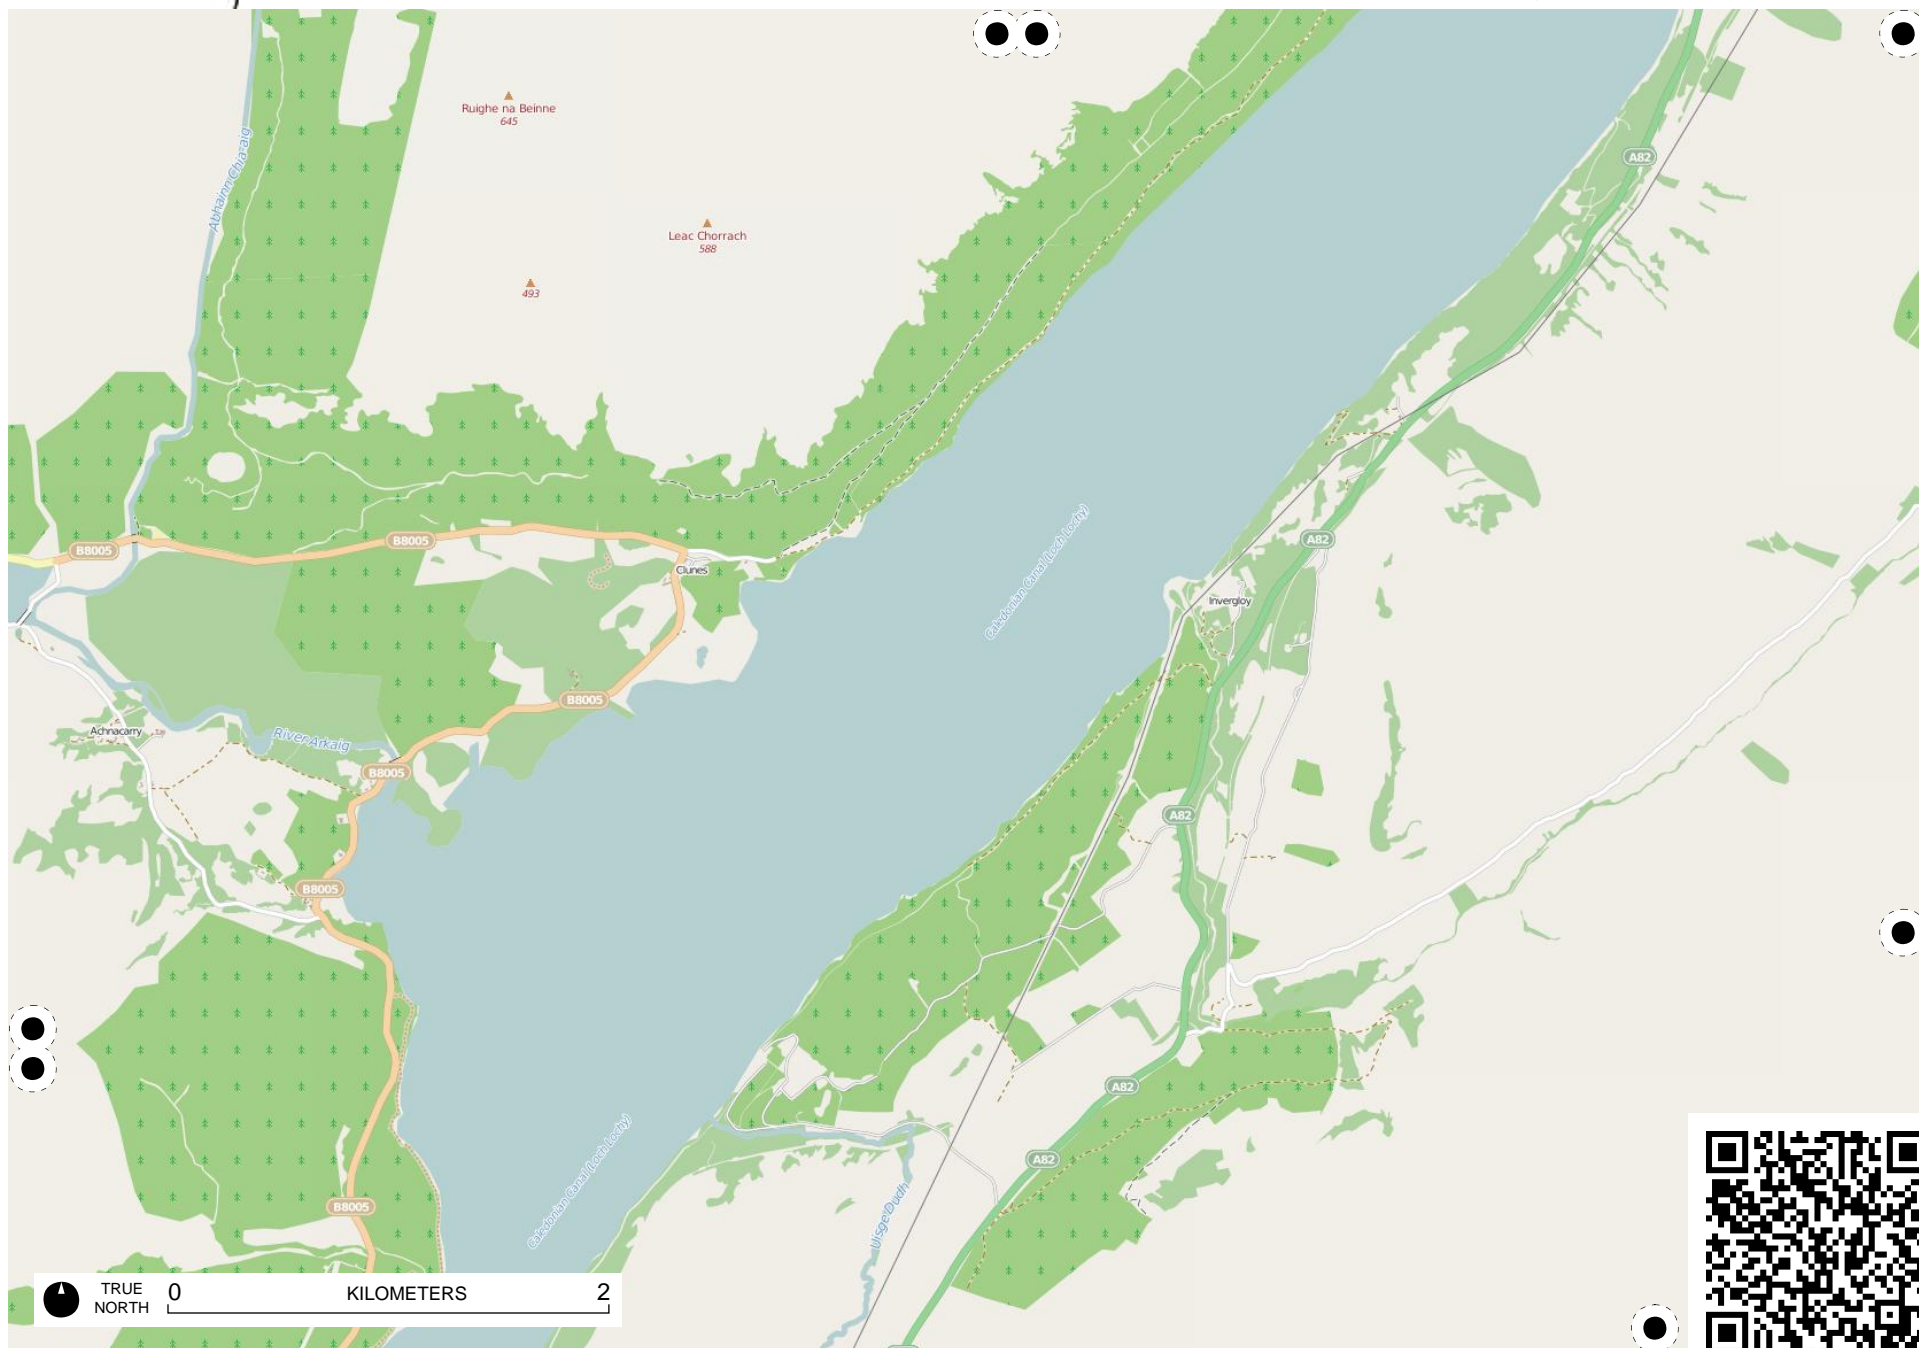 Ruighe na Beinne
645
Abhainn Chia-aig
A82
Leac Chorrach
588
493
B8005
B8005
A82
Clunes
Caledonian Canal (Loch Lochy)
Invergloy
B8005
Achnacarry
River Arkaig
B8005
A82
B8005
A82
A82
Caledonian Canal (Loch Lochy)
Uisge Dudh
B8005
TRUE
NORTH
0 KILOMETERS 2